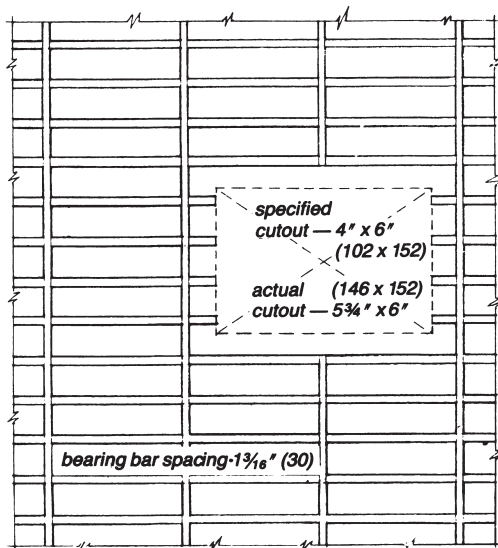 specified
cutout — 4" x 6"
(102 x 152)
actual (146 x 152)
cutout — 5¾" x 6"
bearing bar spacing-1³⁄₁₆" (30)